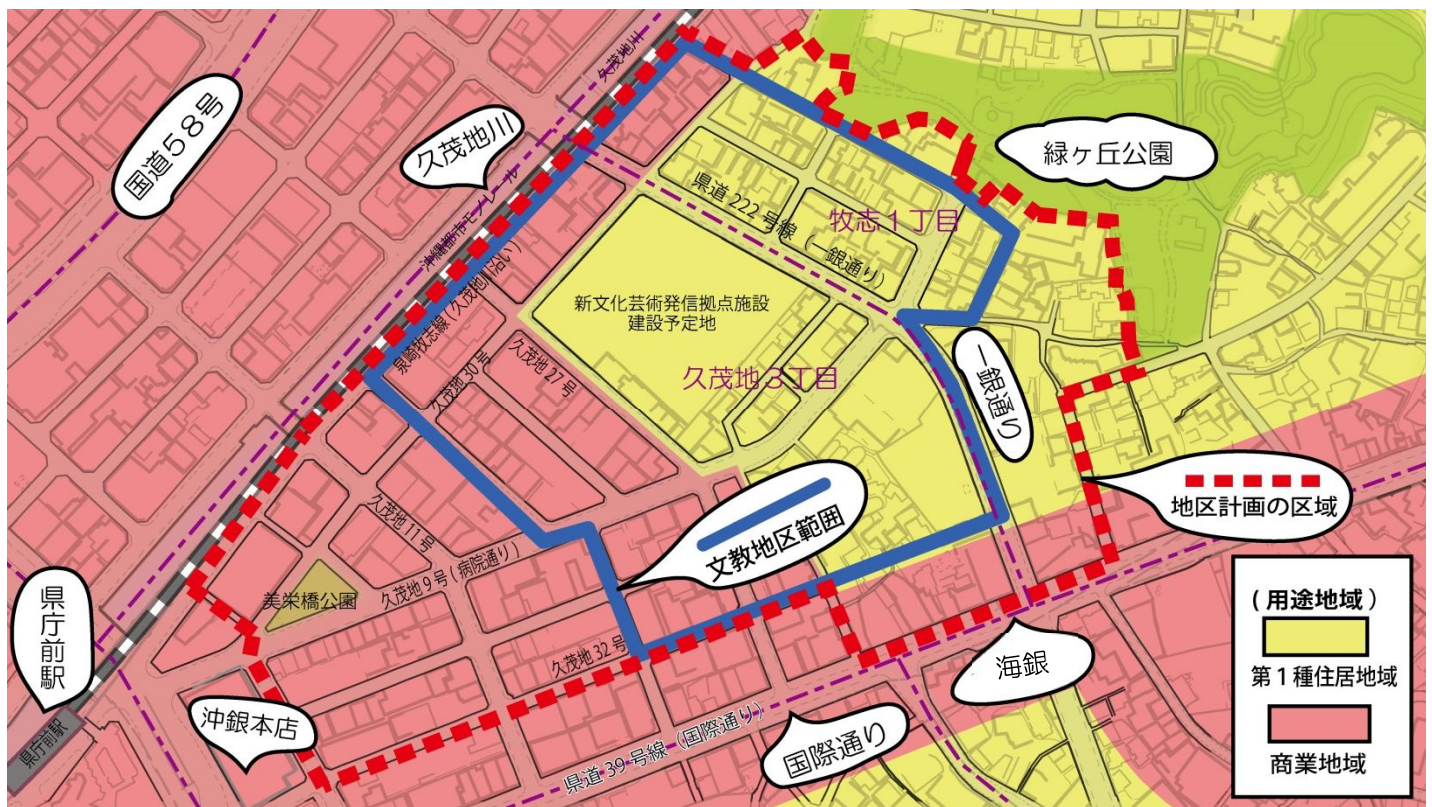 国道58号
久茂地川
久茂地川
緑ヶ丘公園
沖縄都市モノレール
県道222号線(一銀通り)
牧志1丁目
新文化芸術発信拠点施設
建設予定地
泉崎牧志線(久茂地川沿い)
久茂地30号
久茂地27号
久茂地3丁目
一銀通り
地区計画の区域
文教地区範囲
久茂地11号
久茂地9号(病院通り)
美栄橋公園
県庁前駅
県庁前駅
沖銀本店
久茂地32号
海銀
国際通り
県道39号線(国際通り)
(用途地域)
第1種住居地域
商業地域